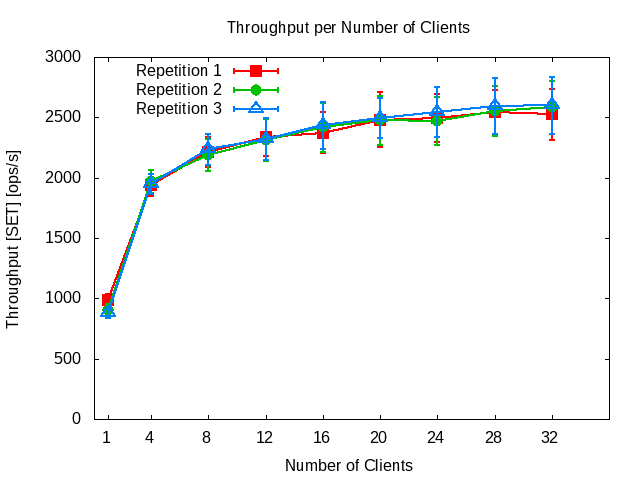 Throughput per Number of Clients
3000
2500
2000
1500
1000
500
0
Throughput [SET] [ops/s]
Repetition 1
Repetition 2
Repetition 3
1 4 8 12 16 20 24 28 32
Number of Clients